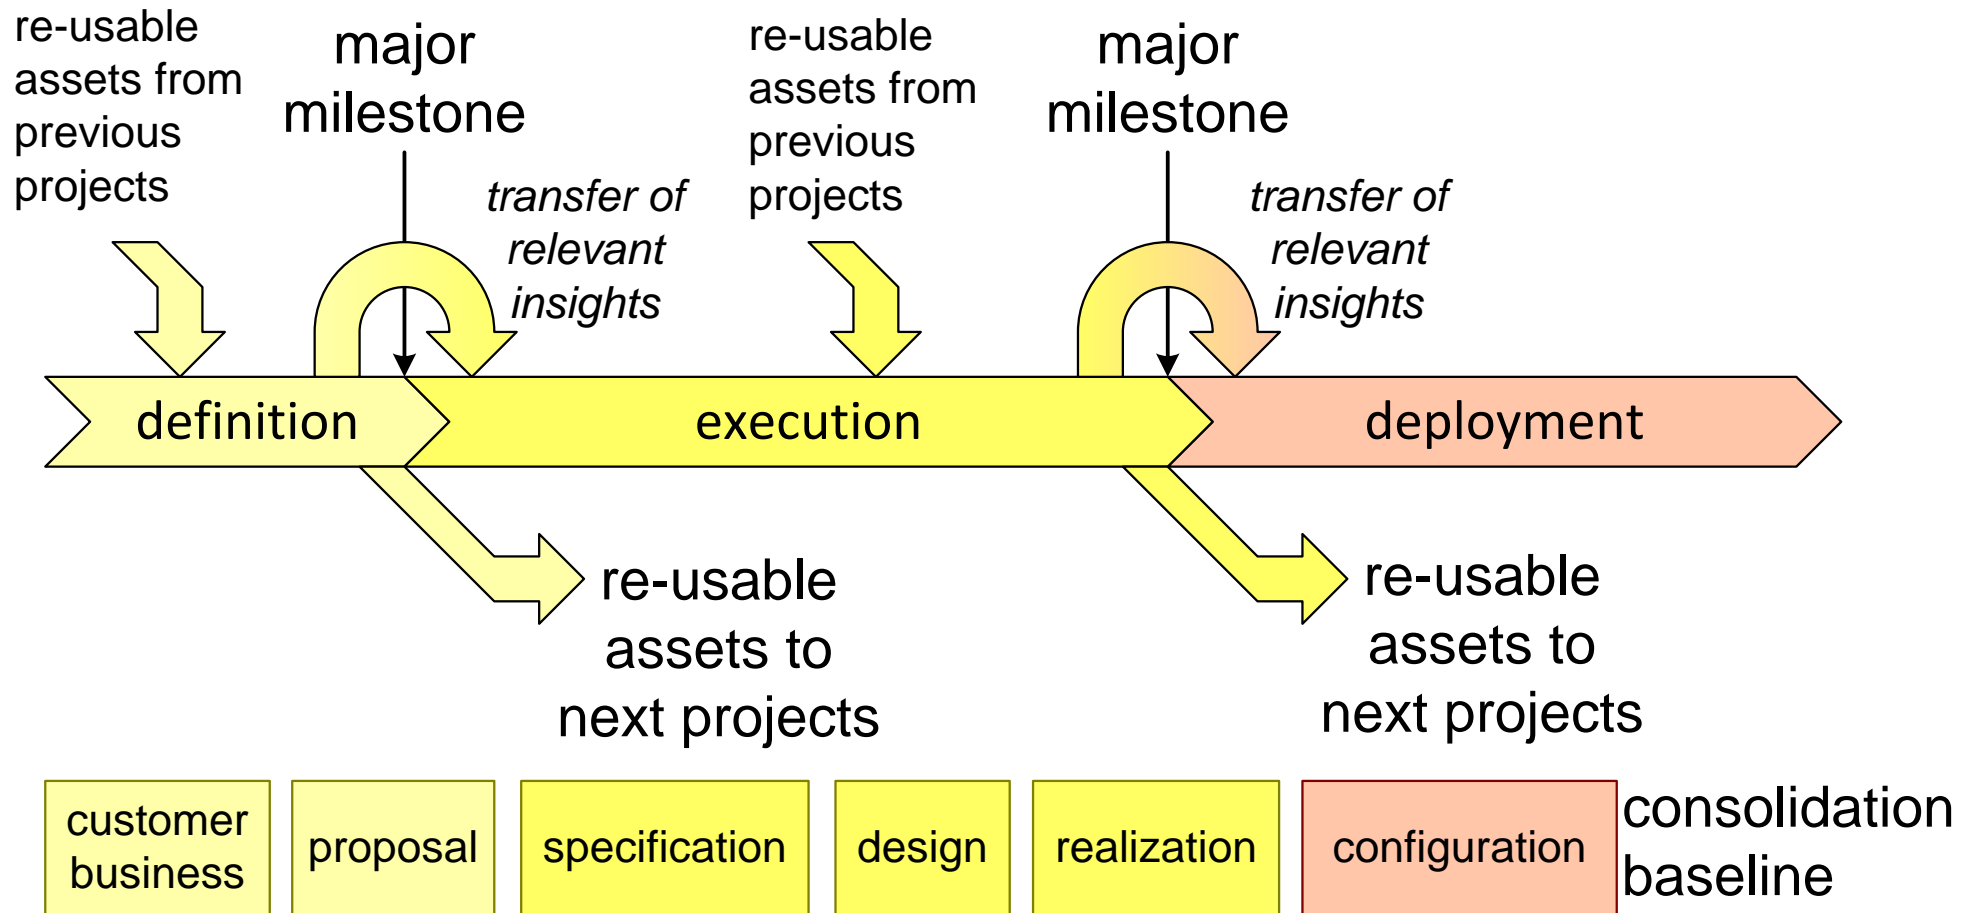 re-usable
assets from
previous
projects
major
milestone
transfer of
relevant
insights
re-usable
assets from
previous
projects
major
milestone
transfer of
relevant
insights
definition
execution
deployment
re-usable
assets to
next projects
re-usable
assets to
next projects
customer
business
proposal
specification
design
realization
configuration
consolidation
baseline